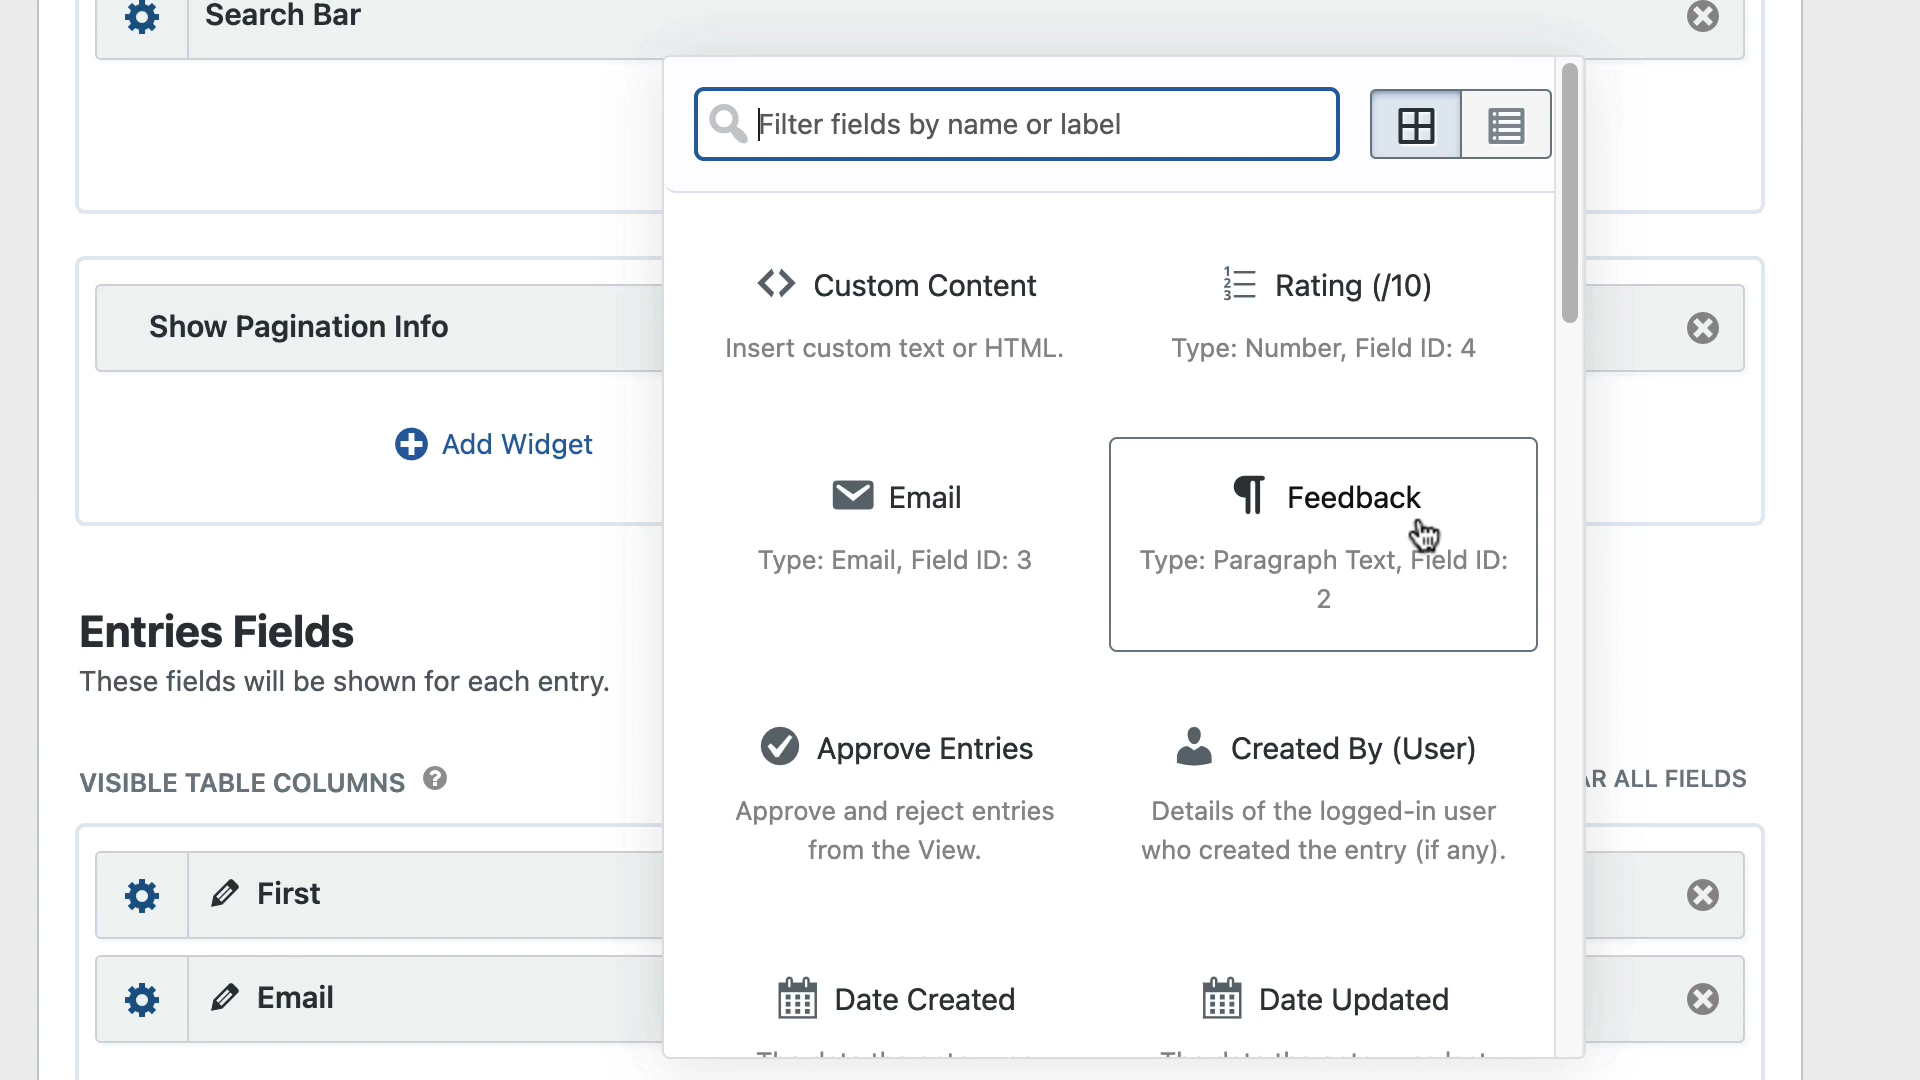 Search Bar
Filter fields by name or label
Custom Content
Insert custom text or HTML.
Rating (/10)
Type: Number, Field ID: 4
Show Pagination Info
Add Widget
Email
Type: Email, Field ID: 3
Feedback
Type: Paragraph Text, Field ID:
2
Entries Fields
These fields will be shown for each entry.
Approve Entries
Approve and reject entries
from the View.
Created By (User)
Details of the logged-in user
who created the entry (if any).
VISIBLE TABLE COLUMNS
ALL FIELDS
First
Email
Date Created
Date Updated